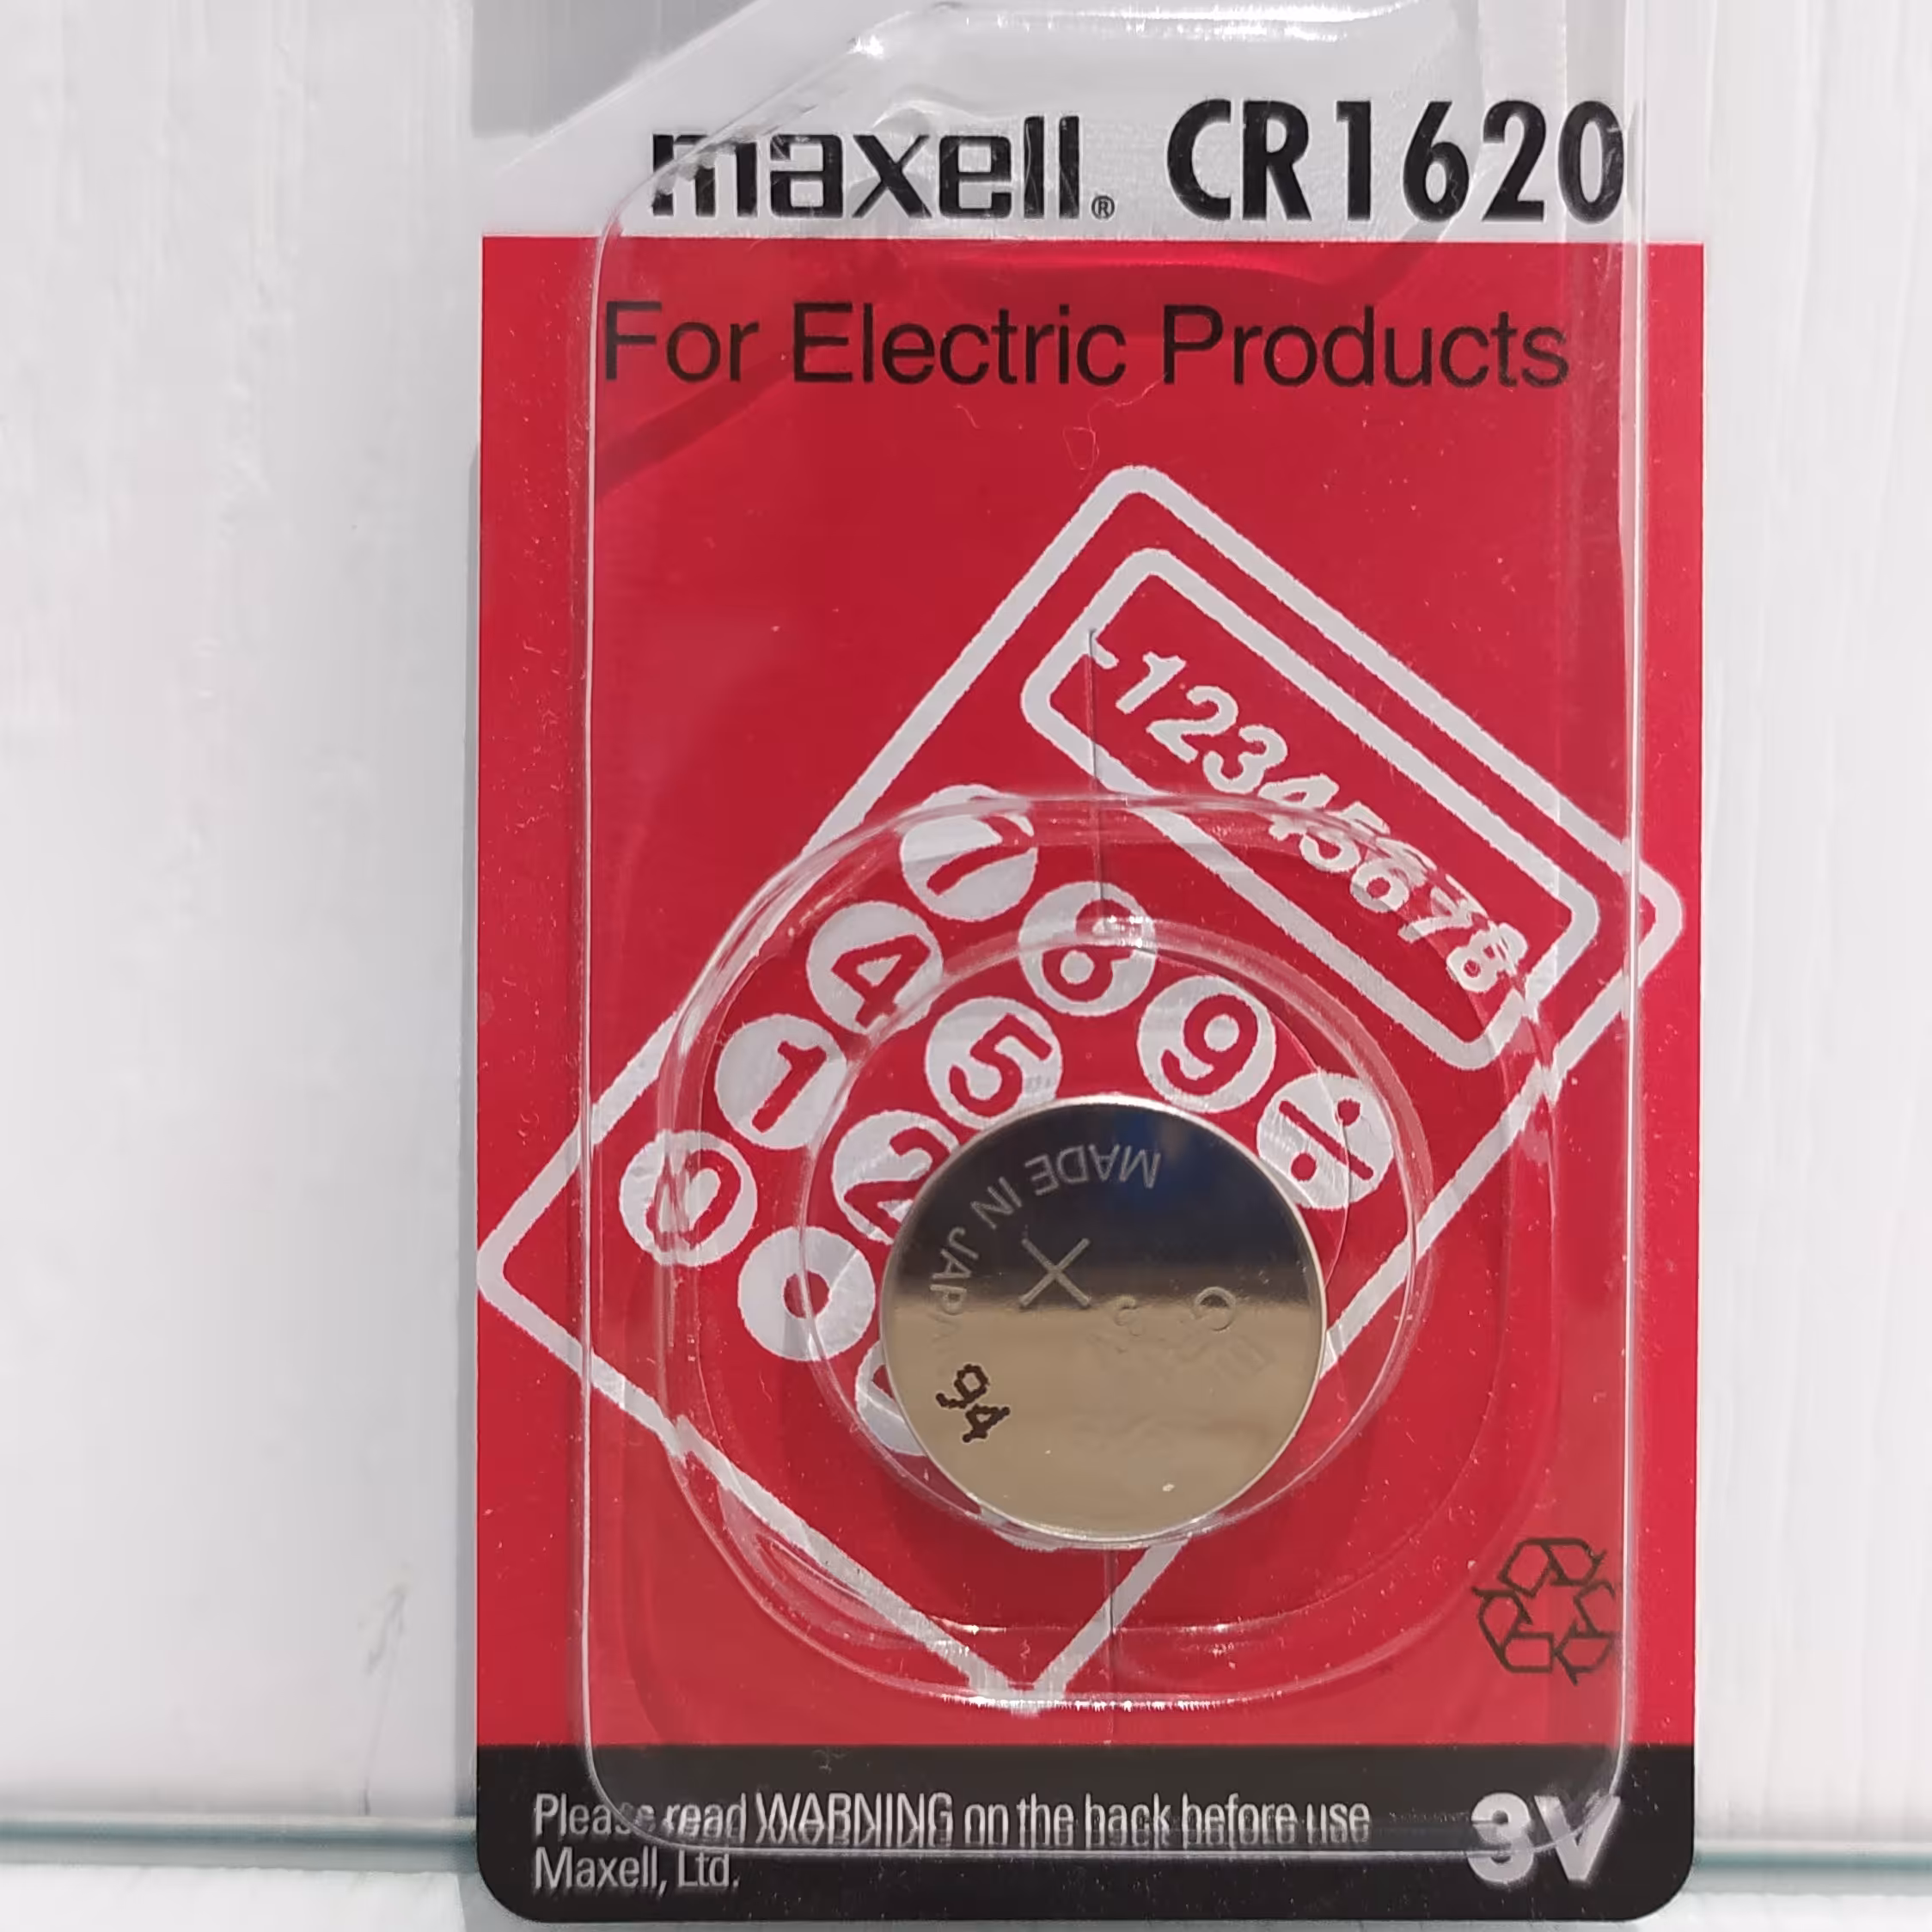 maxell® CR1620
For Electric Products
-12345678
4 8
1 5 9 ÷
0 2
MADE IN JAPAN
94
Please read WARNING on the back before use
Maxell, Ltd.
3V